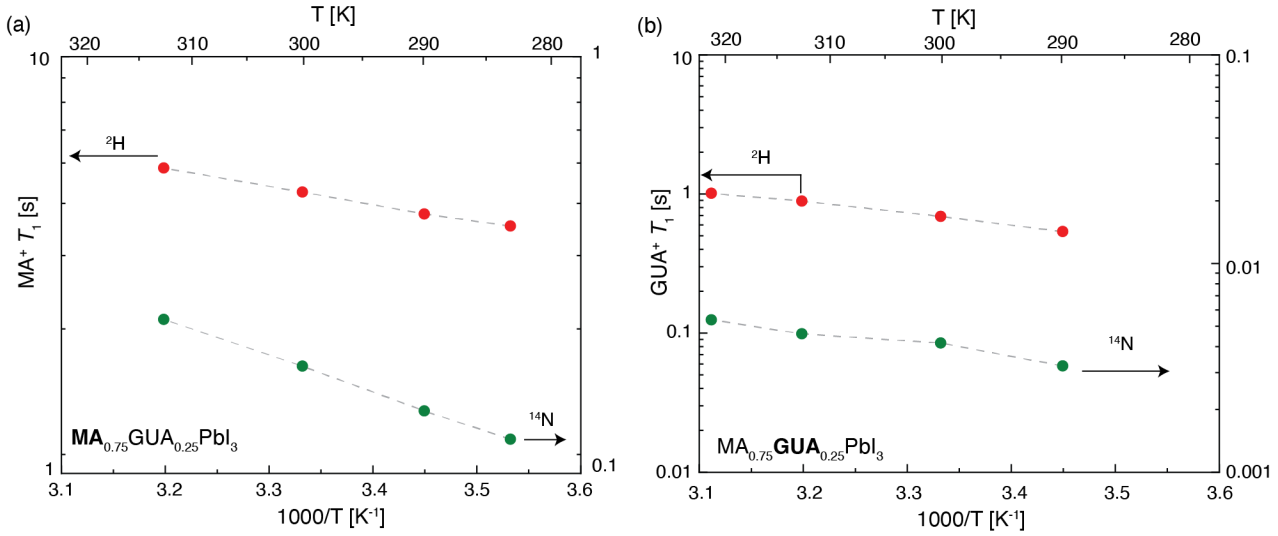 (a)
T [K]
320 310 300 290 280
10
1
²H
MA⁺ T₁ [s]
¹⁴N
MA₀.₇₅GUA₀.₂₅PbI₃
1
0.1
3.1 3.2 3.3 3.4 3.5 3.6
1000/T [K⁻¹]
(b)
T [K]
320 310 300 290 280
10
0.1
²H
1
GUA⁺ T₁ [s]
0.01
0.1
¹⁴N
MA₀.₇₅GUA₀.₂₅PbI₃
0.01
0.001
3.1 3.2 3.3 3.4 3.5 3.6
1000/T [K⁻¹]